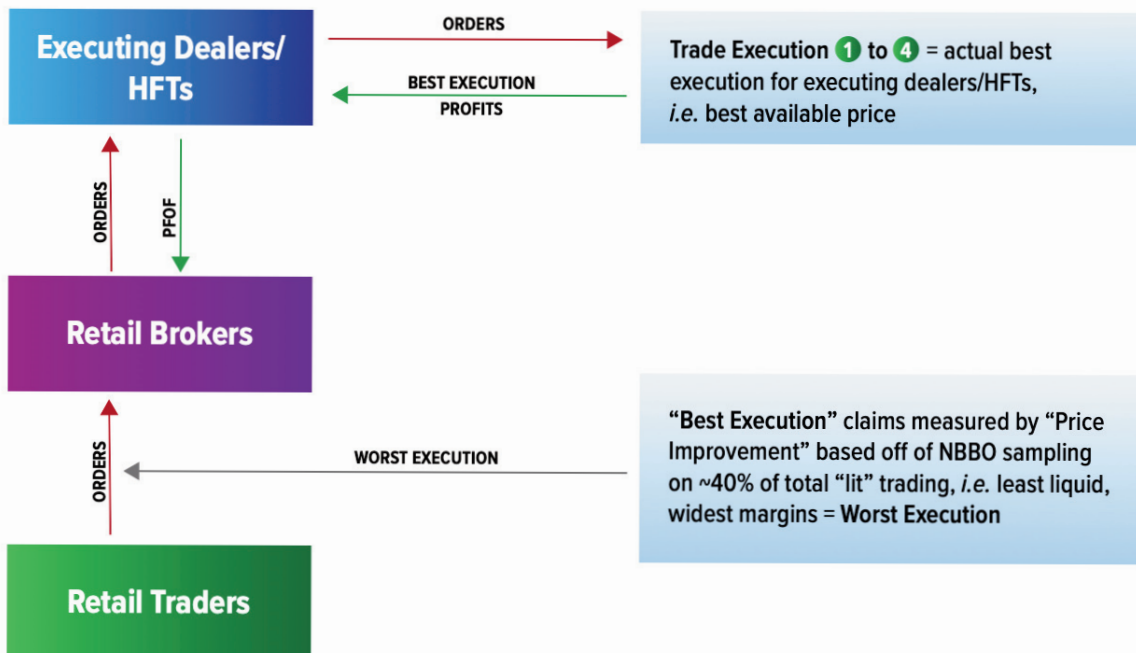 Executing Dealers/
HFTs
ORDERS
BEST EXECUTION
PROFITS
Trade Execution 1 to 4 = actual best
execution for executing dealers/HFTs,
i.e. best available price
ORDERS
PFOF
Retail Brokers
ORDERS
WORST EXECUTION
“Best Execution” claims measured by “Price
Improvement” based off of NBBO sampling
on ~40% of total “lit” trading, i.e. least liquid,
widest margins = Worst Execution
Retail Traders